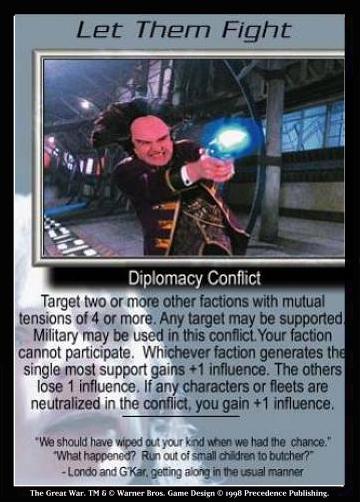 Let Them Fight
Diplomacy Conflict
Target two or more other factions with mutual
tensions of 4 or more. Any target may be supported.
Military may be used in this conflict.Your faction
cannot participate. Whichever faction generates the
single most support gains +1 influence. The others
lose 1 influence. If any characters or fleets are
neutralized in the conflict, you gain +1 influence.
"We should have wiped out your kind when we had the chance."
"What happened? Run out of small children to butcher?"
- Londo and G'Kar, getting along in the usual manner
The Great War. TM & © Warner Bros. Game Design © 1998 Precedence Publishing.